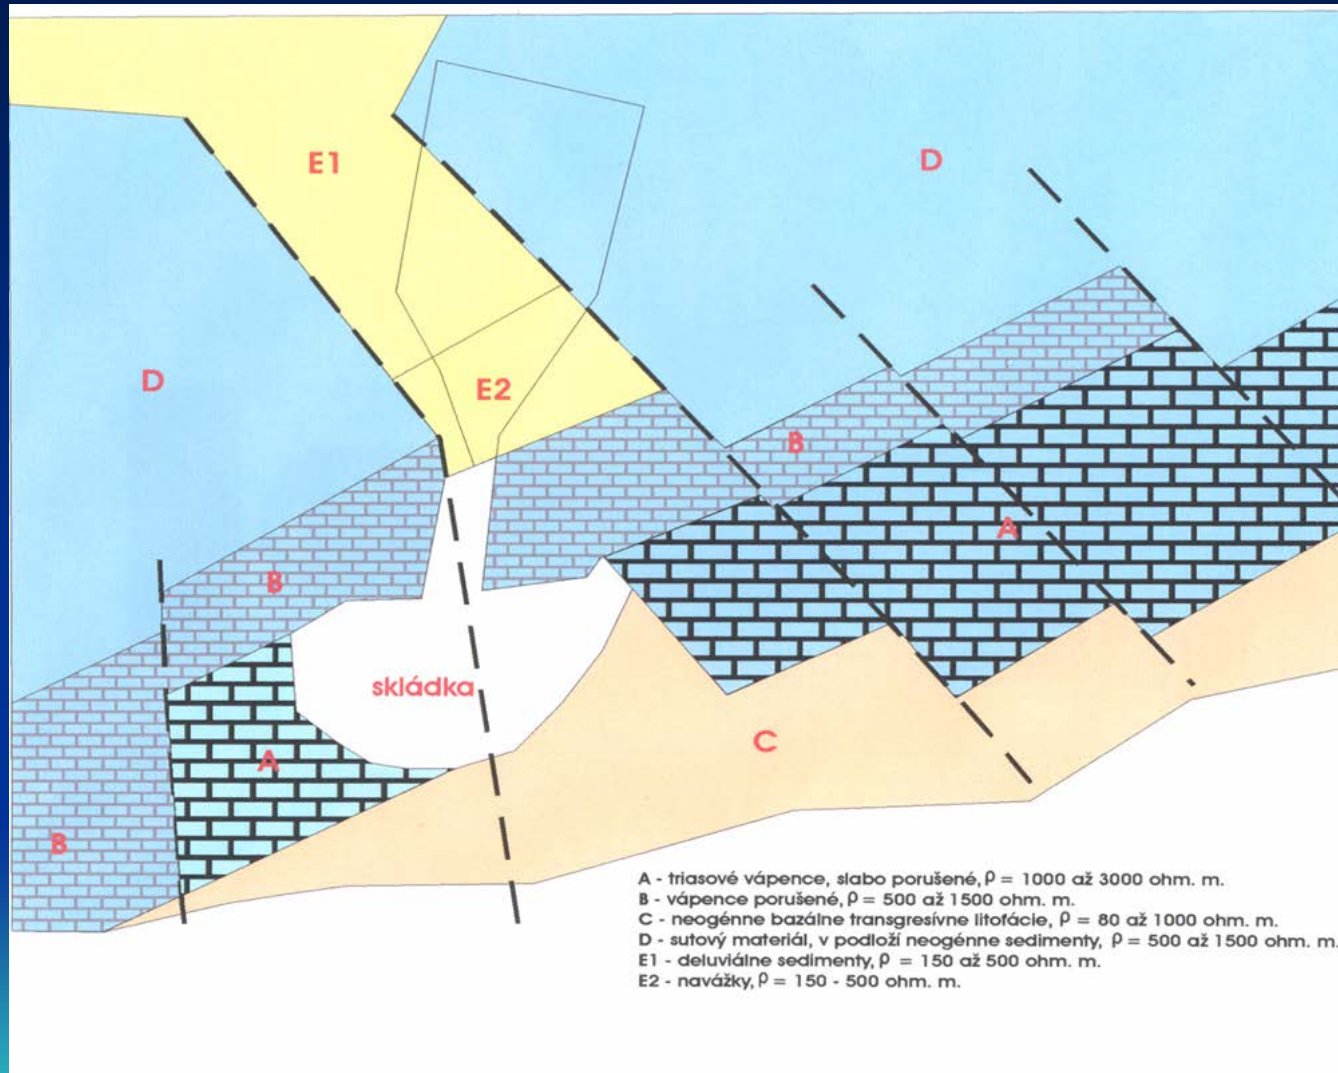 E1
D
D
E2
B
A
B
skládka
C
A
B
A - triasové vápence, slabo porušené, ρ = 1000 až 3000 ohm. m.
B - vápence porušené, ρ = 500 až 1500 ohm. m.
C - neogénne bazálne transgresívne litofácie, ρ = 80 až 1000 ohm. m.
D - sutový materiál, v podloží neogénne sedimenty, ρ = 500 až 1500 ohm. m.
E1 - deluviálne sedimenty, ρ = 150 až 500 ohm. m.
E2 - navážky, ρ = 150 - 500 ohm. m.